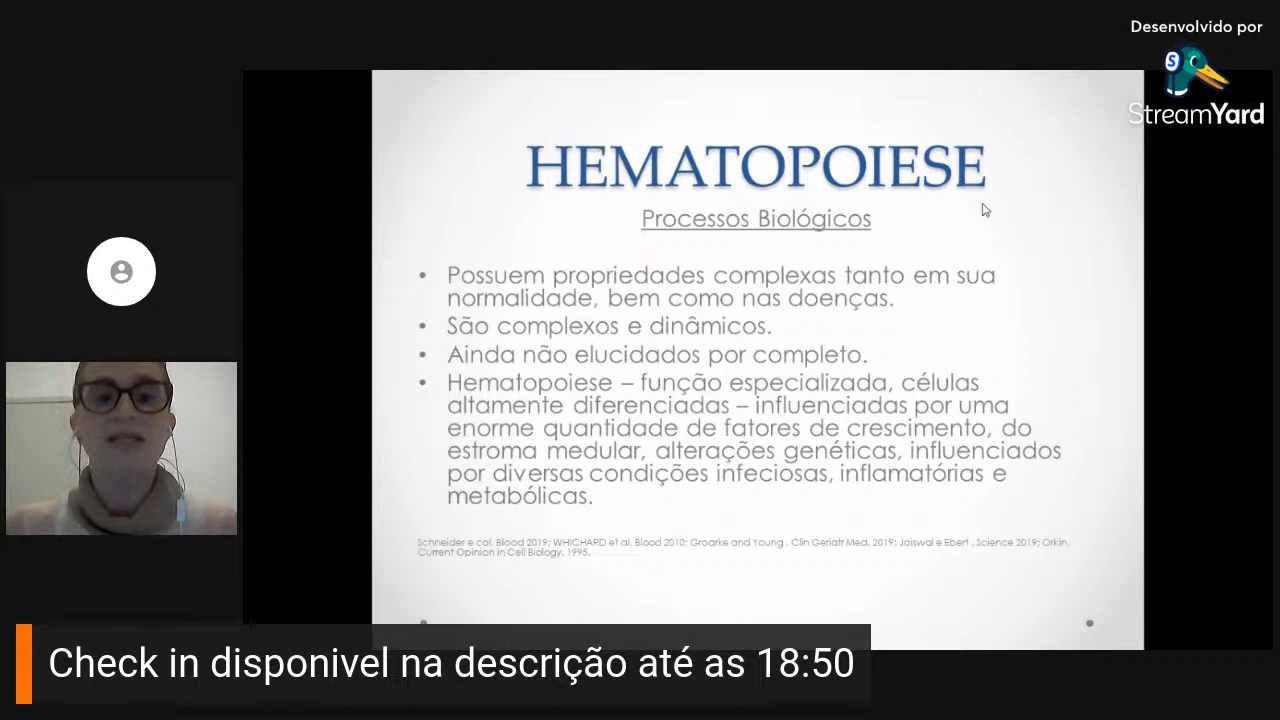 Desenvolvido por
S
StreamYard
HEMATOPOIESE
Processos Biológicos
• Possuem propriedades complexas tanto em sua
normalidade, bem como nas doenças.
• São complexos e dinâmicos.
• Ainda não elucidados por completo.
• Hematopoiese – função especializada, células
altamente diferenciadas – influenciadas por uma
enorme quantidade de fatores de crescimento, do
estroma medular, alterações genéticas, influenciados
por diversas condições infeciosas, inflamatórias e
metabólicas.
Schneider e col. Blood 2019; WHICHARD et al. Blood 2010; Groarke and Young . Clin Geriatr Med. 2019; Jaiswal e Ebert , Science 2019; Orkin,
Current Opinion in Cell Biology, 1995.
Check in disponivel na descrição até as 18:50